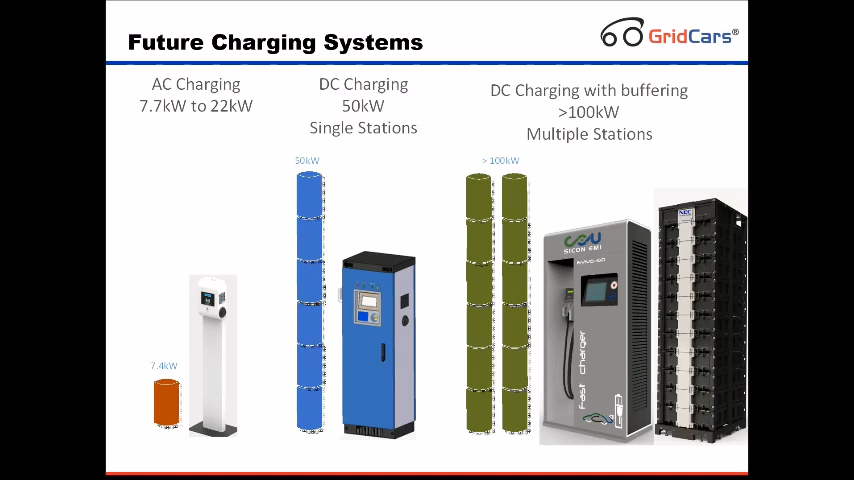 Future Charging Systems
GridCars®
AC Charging
7.7kW to 22kW
DC Charging
50kW
Single Stations
DC Charging with buffering
>100kW
Multiple Stations
50kW
> 100kW
7.4kW
SICON EMI
NEC
Fast charger